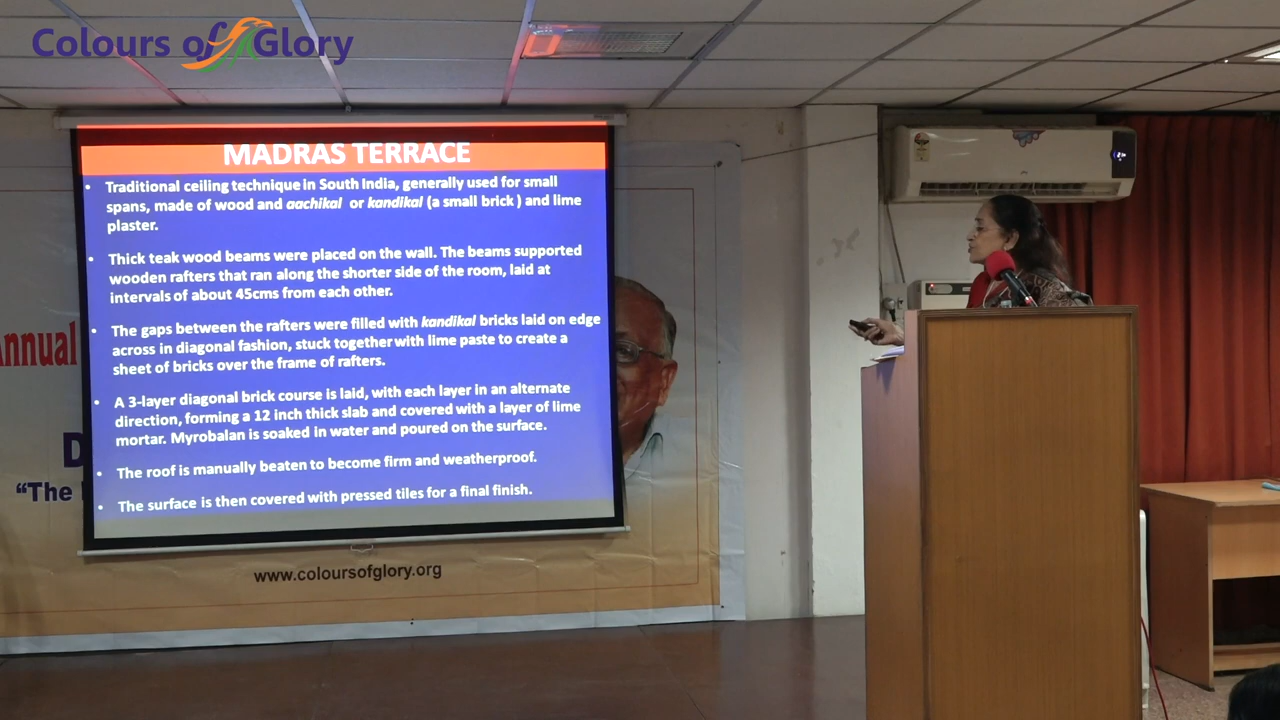 Colours of Glory
MADRAS TERRACE
• Traditional ceiling technique in South India, generally used for small
spans, made of wood and aachikal or kandikal (a small brick ) and lime
plaster.
• Thick teak wood beams were placed on the wall. The beams supported
wooden rafters that ran along the shorter side of the room, laid at
intervals of about 45cms from each other.
• The gaps between the rafters were filled with kandikal bricks laid on edge
across in diagonal fashion, stuck together with lime paste to create a
sheet of bricks over the frame of rafters.
• A 3-layer diagonal brick course is laid, with each layer in an alternate
direction, forming a 12 inch thick slab and covered with a layer of lime
mortar. Myrobalan is soaked in water and poured on the surface.
• The roof is manually beaten to become firm and weatherproof.
• The surface is then covered with pressed tiles for a final finish.
Annual
D
“The
www.coloursofglory.org